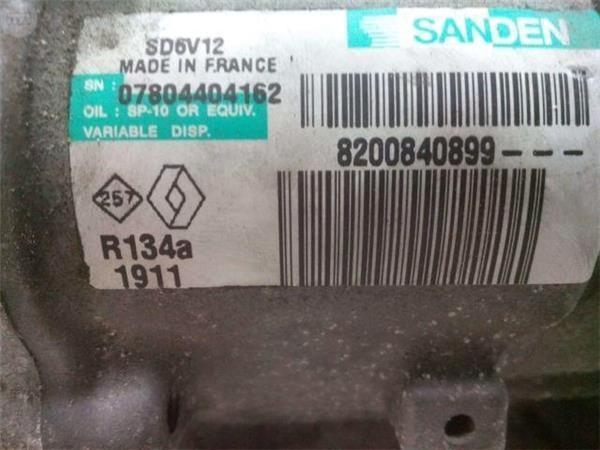 SANDEN
SD6V12
MADE IN FRANCE
SN : 07804404162
OIL : SP-10 OR EQUIV.
VARIABLE DISP.
8200840899---
257
R134a
1911